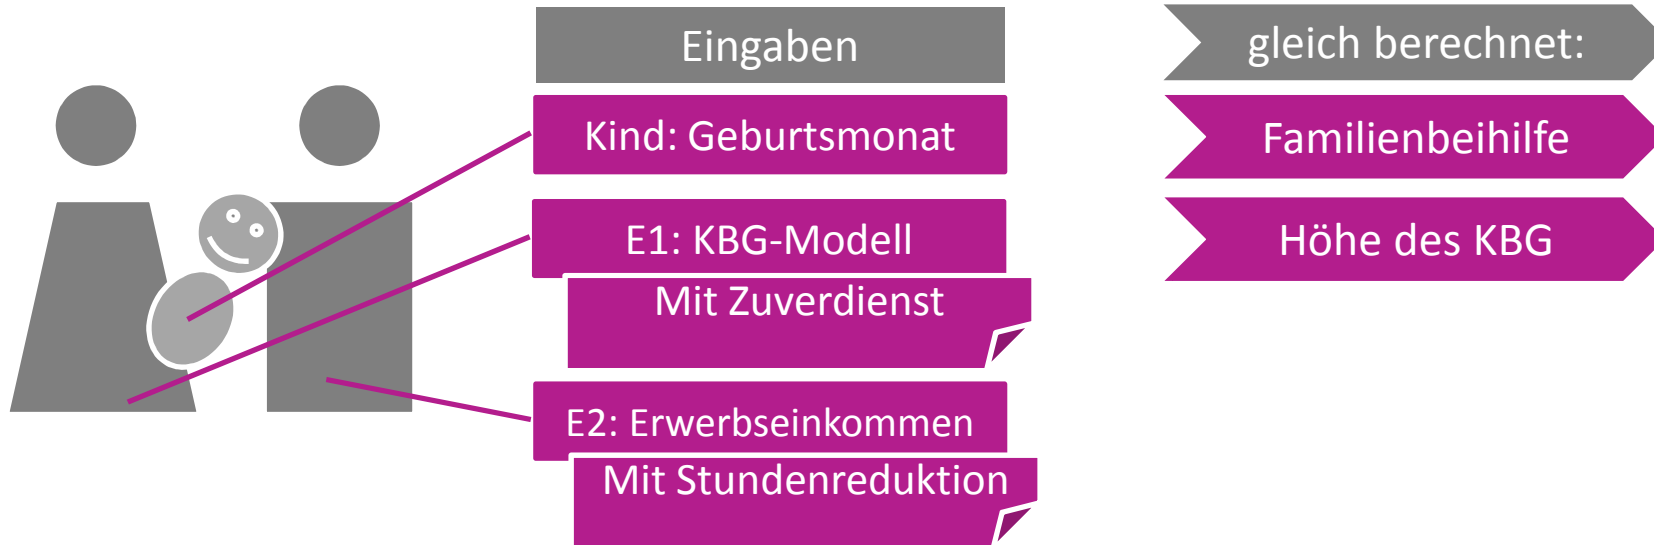 Eingaben
Kind: Geburtsmonat
E1: KBG-Modell
Mit Zuverdienst
E2: Erwerbseinkommen
Mit Stundenreduktion
gleich berechnet:
Familienbeihilfe
Höhe des KBG